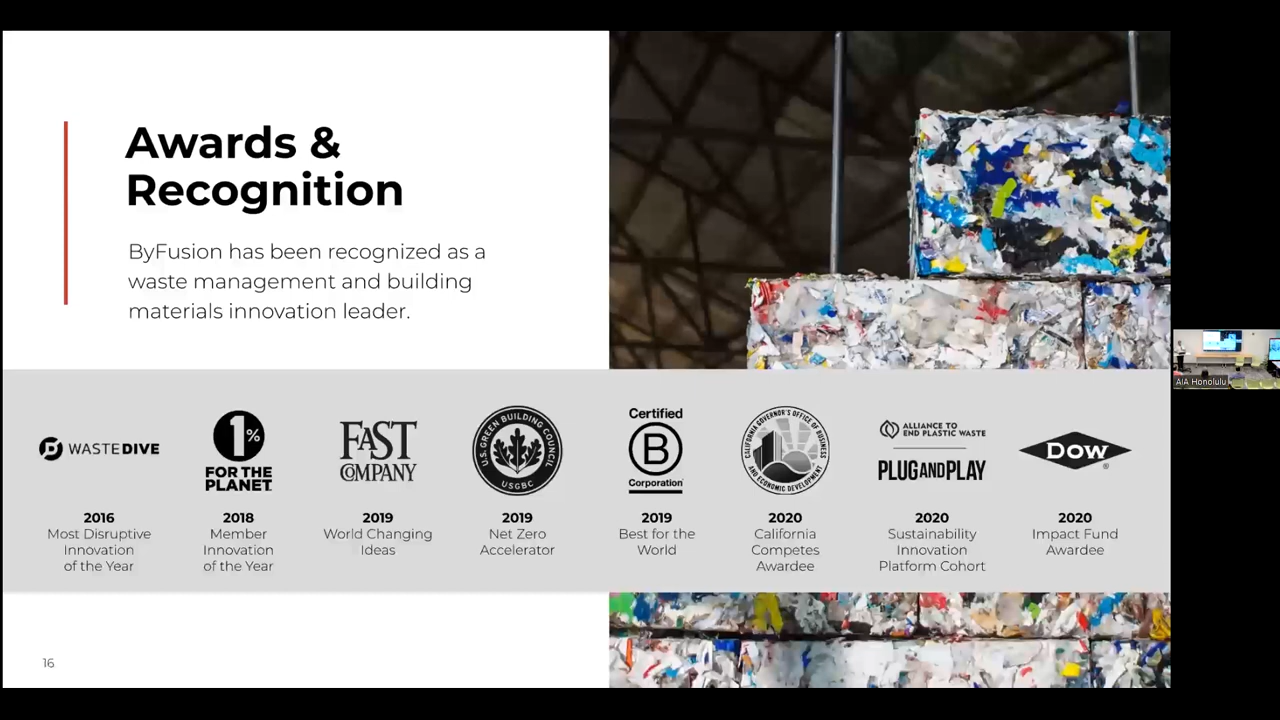 Awards &
Recognition
ByFusion has been recognized as a
waste management and building
materials innovation leader.
WASTEDIVE
1%
FOR THE
PLANET
FAST
COMPANY
U.S. GREEN BUILDING COUNCIL
USGBC
Certified
B
Corporation
CALIFORNIA GOVERNOR'S OFFICE OF BUSINESS
AND ECONOMIC DEVELOPMENT
ALLIANCE TO
END PLASTIC WASTE
PLUGANDPLAY
DOW
®
2016
Most Disruptive
Innovation
of the Year
2018
Member
Innovation
of the Year
2019
World Changing
Ideas
2019
Net Zero
Accelerator
2019
Best for the
World
2020
California
Competes
Awardee
2020
Sustainability
Innovation
Platform Cohort
2020
Impact Fund
Awardee
16
AIA Honolulu